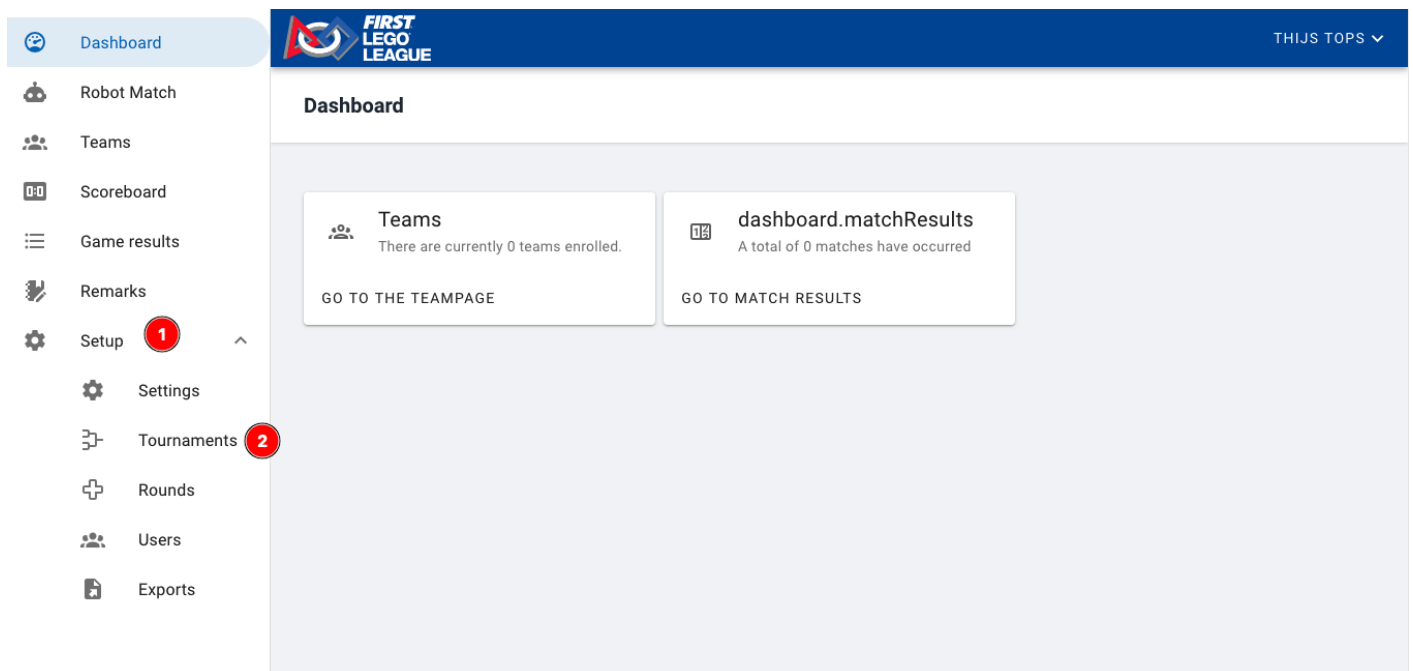 Dashboard
Robot Match
Teams
0:0
Scoreboard
Game results
Remarks
Setup
1
Settings
Tournaments
2
Rounds
Users
Exports
FIRST
LEGO
LEAGUE
THIJS TOPS
Dashboard
Teams
There are currently 0 teams enrolled.
GO TO THE TEAMPAGE
dashboard.matchResults
A total of 0 matches have occurred
GO TO MATCH RESULTS